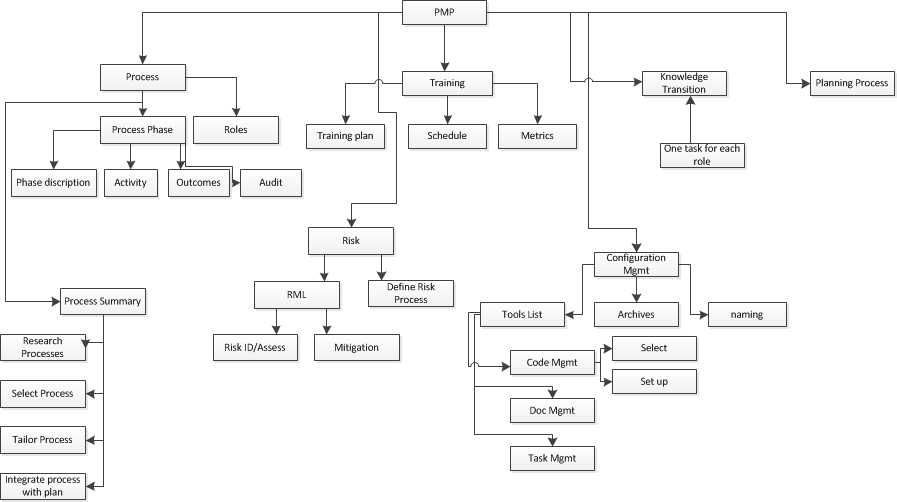 PMP
Process
Training
Knowledge
Transition
Planning Process
Process Phase
Roles
Training plan
Schedule
Metrics
One task for each
role
Phase discription
Activity
Outcomes
Audit
Risk
Configuration
Mgmt
Process Summary
RML
Define Risk
Process
Tools List
Archives
naming
Research
Processes
Risk ID/Assess
Mitigation
Code Mgmt
Select
Set up
Select Process
Doc Mgmt
Tailor Process
Task Mgmt
Integrate process
with plan